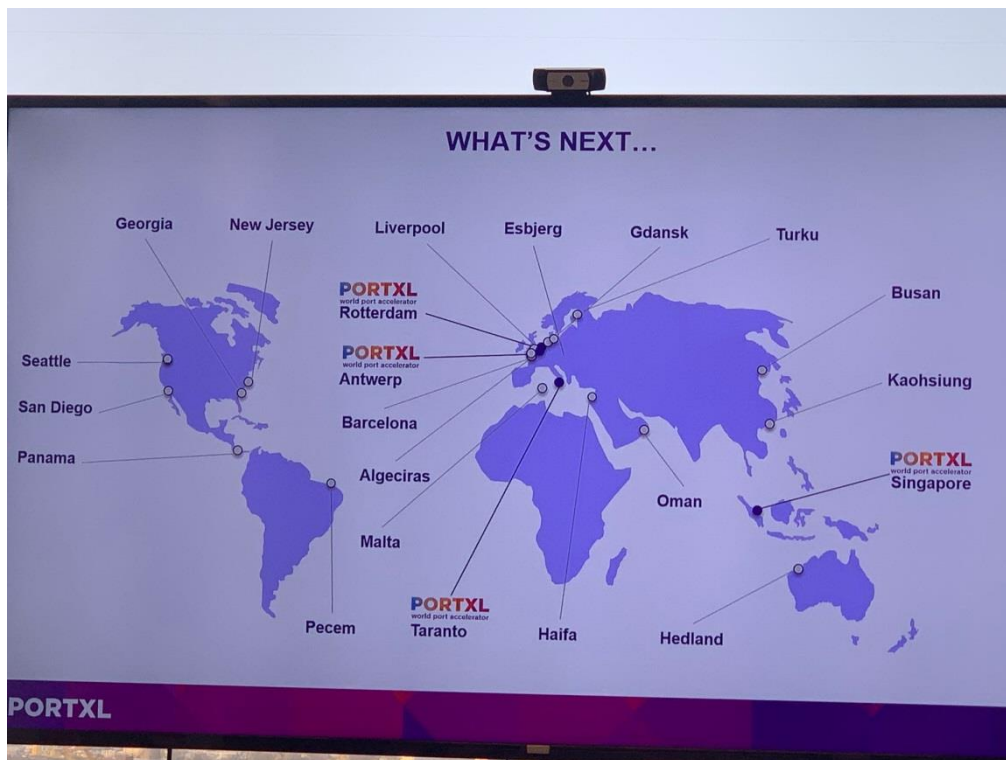 WHAT'S NEXT...
Georgia
New Jersey
Liverpool
Esbjerg
Gdansk
Turku
PORTXL
world port accelerator
Rotterdam
Busan
PORTXL
world port accelerator
Antwerp
Seattle
Kaohsiung
San Diego
Barcelona
Panama
Algeciras
PORTXL
world port accelerator
Singapore
Oman
Malta
PORTXL
world port accelerator
Taranto
Pecem
Haifa
Hedland
PORTXL